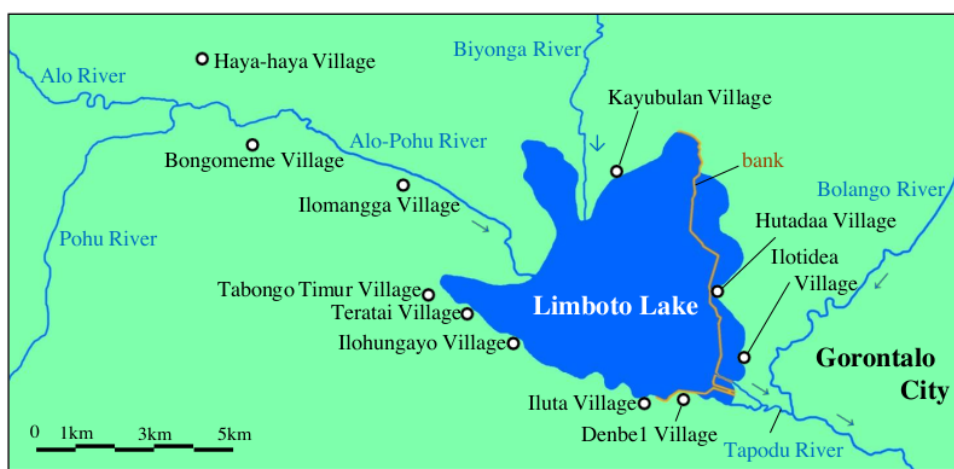 Biyonga River
Haya-haya Village
Alo River
Kayubulan Village
Alo-Pohu River
Bongomeme Village
bank
Bolango River
Ilomangga Village
Hutadaa Village
Pohu River
Ilotidea
Village
Tabongo Timur Village
Limboto Lake
Teratai Village
Ilohungayo Village
Gorontalo
City
Iluta Village
Denbe1 Village
0 1km 3km 5km
Tapodu River